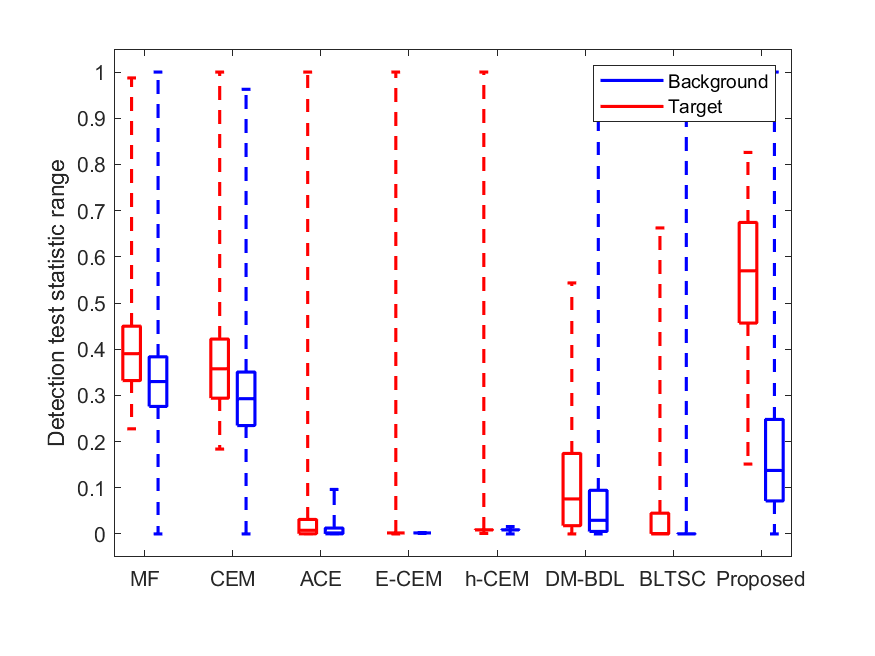 Background
Target
Detection test statistic range
1
0.9
0.8
0.7
0.6
0.5
0.4
0.3
0.2
0.1
0
MF CEM ACE E-CEM h-CEM DM-BDL BLTSC Proposed